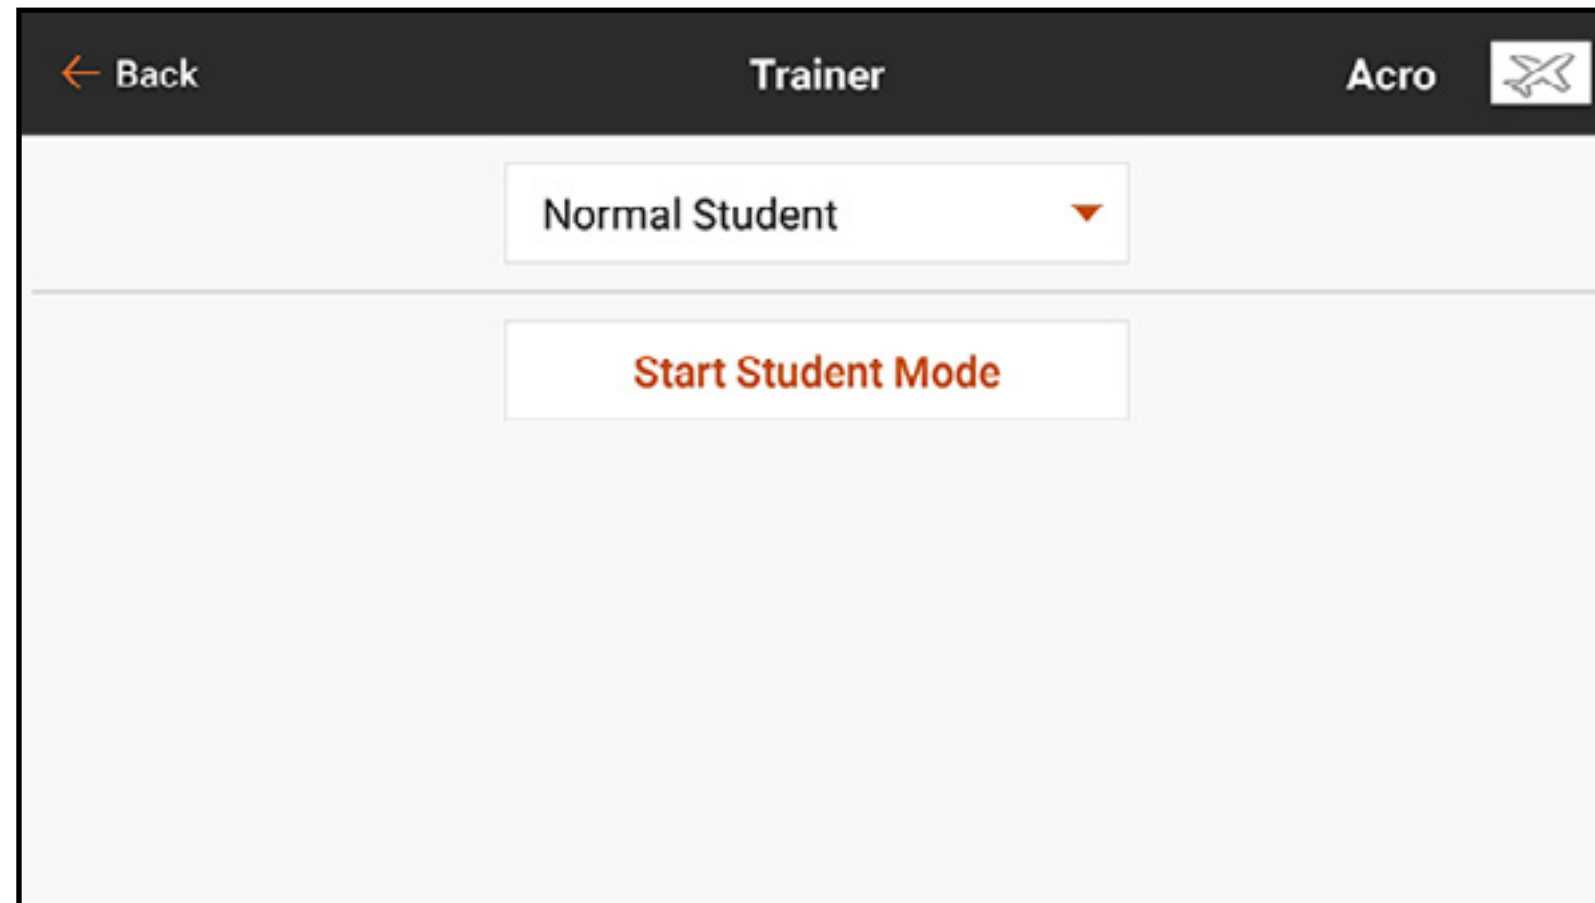 Back
Trainer
Acro
Normal Student
Start Student Mode